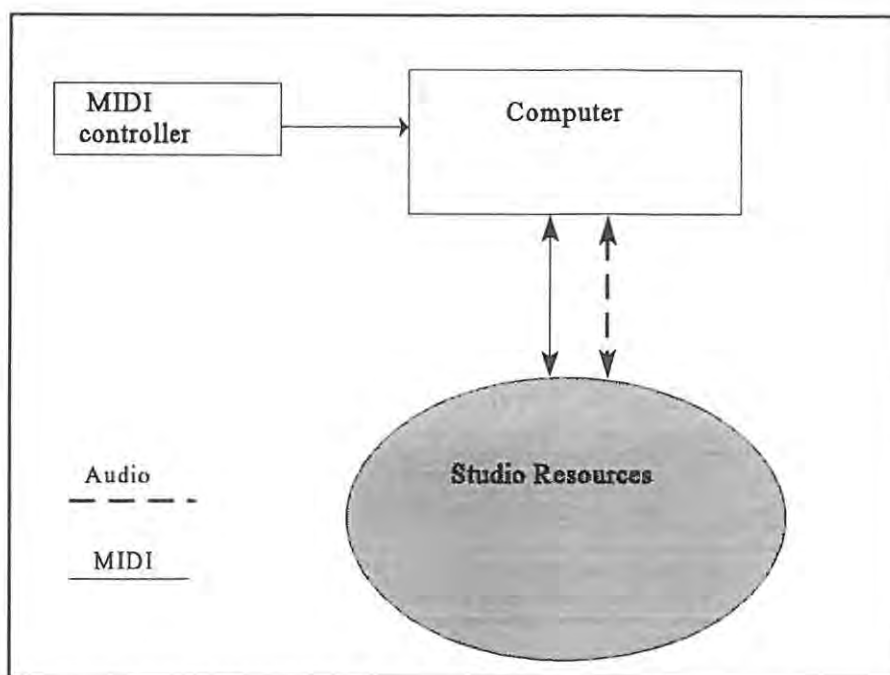 MIDI
controller
Computer
Studio Resources
Audio
MIDI